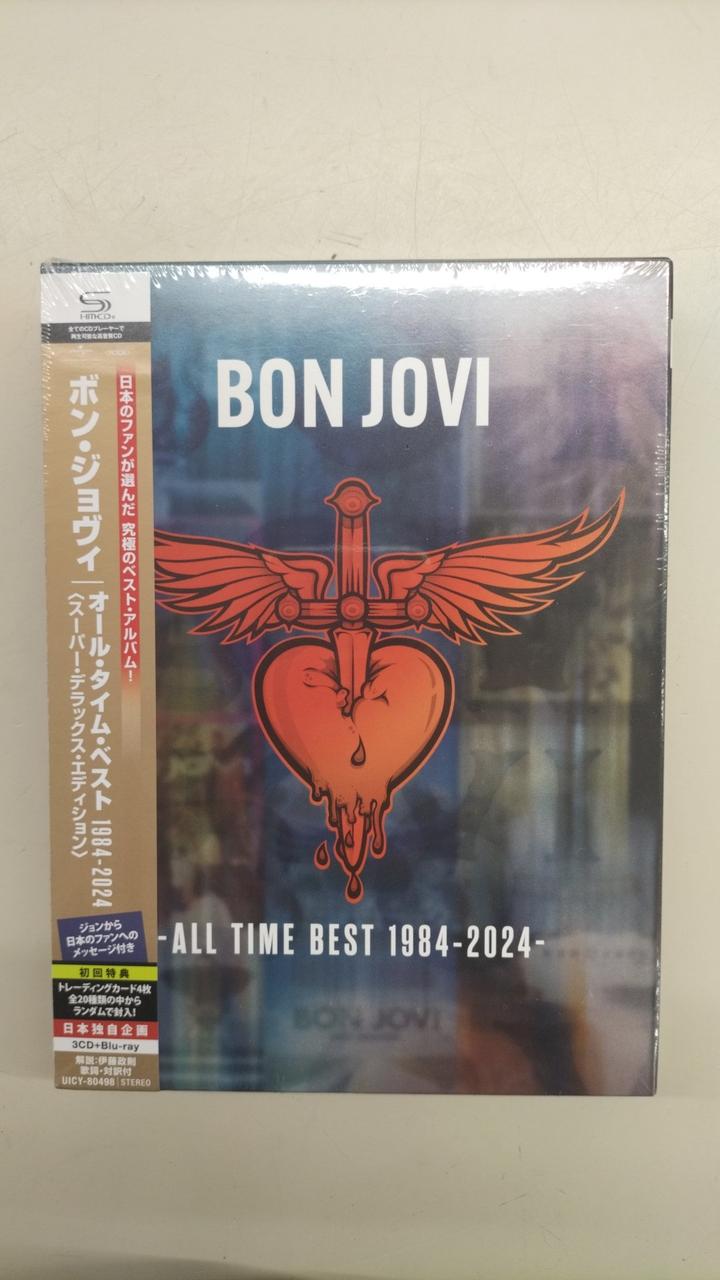 SHM-CD
全てのCDプレーヤーで
再生可能な高音質CD
日本のファンが選んだ 究極のベスト・アルバム!
ボン・ジョヴィ│オール・タイム・ベスト 1984-2024
〈スーパー・デラックス・エディション〉
ジョンから
日本のファンへの
メッセージ付き
初回特典
トレーディングカード4枚
全20種類の中から
ランダムで封入!
日本独自企画
3CD+Blu-ray
解説:伊藤政則
歌詞・対訳付
UICY-80498 | STEREO
BON JOVI
-ALL TIME BEST 1984-2024-
BON JOVI